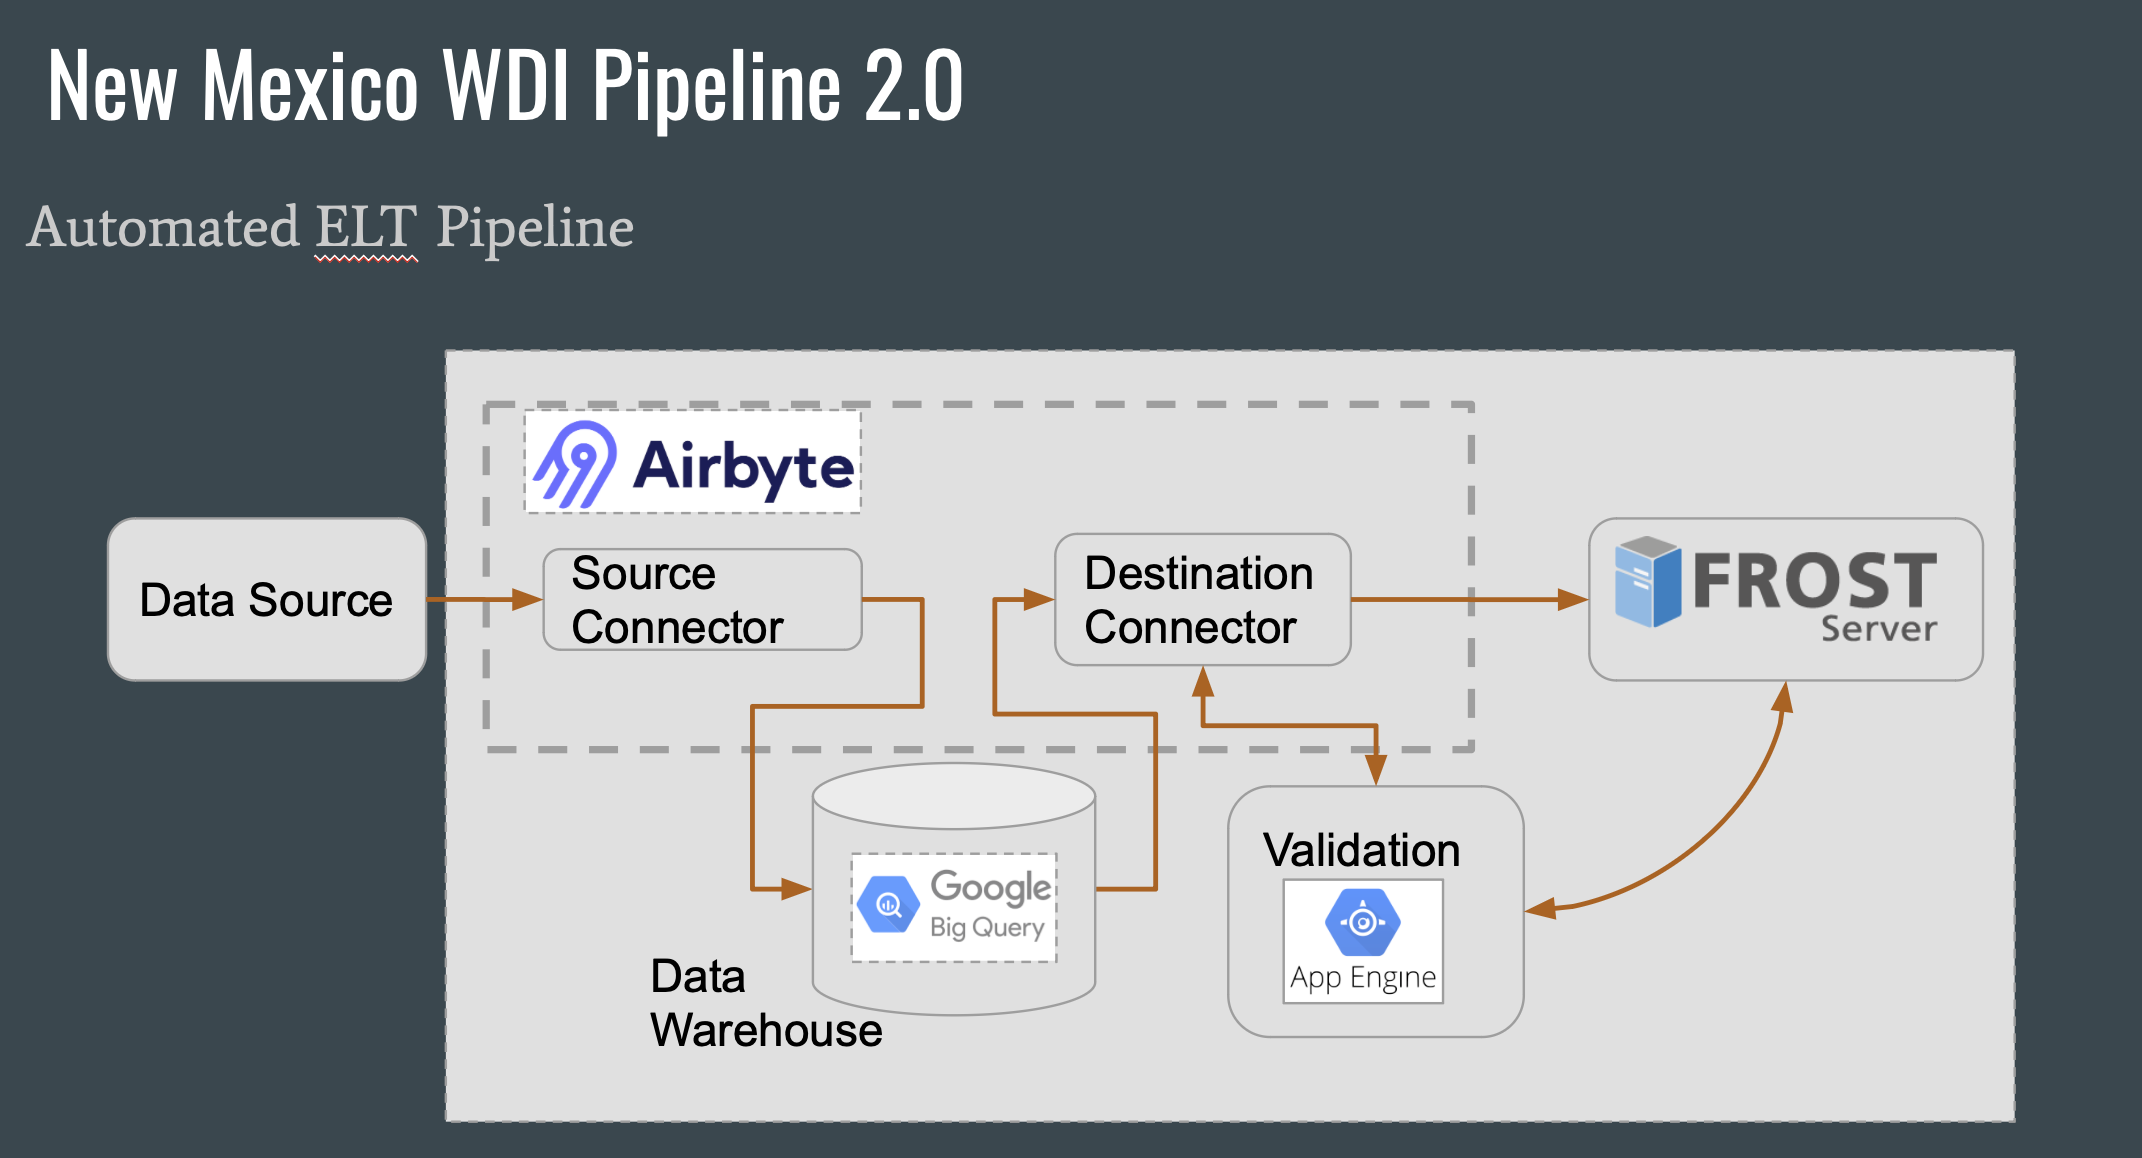 New Mexico WDI Pipeline 2.0
Automated ELT Pipeline
Airbyte
Data Source
Source
Connector
Destination
Connector
FROST
Server
Google
Big Query
Data
Warehouse
Validation
App Engine